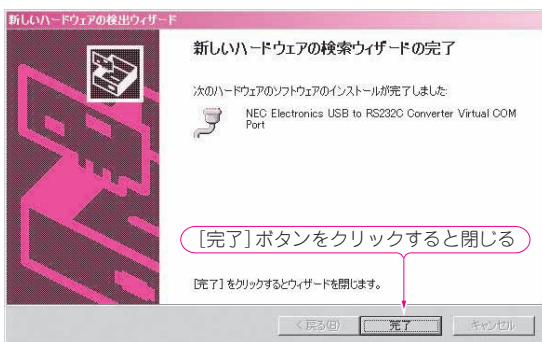 新しいハードウェアの検出ウィザード
新しいハードウェアの検索ウィザードの完了
次のハードウェアのソフトウェアのインストールが完了しました:
NEC Electronics USB to RS232C Converter Virtual COM
Port
[完了]ボタンをクリックすると閉じる
[完了] をクリックするとウィザードを閉じます。
< 戻る(B)
完了
キャンセル